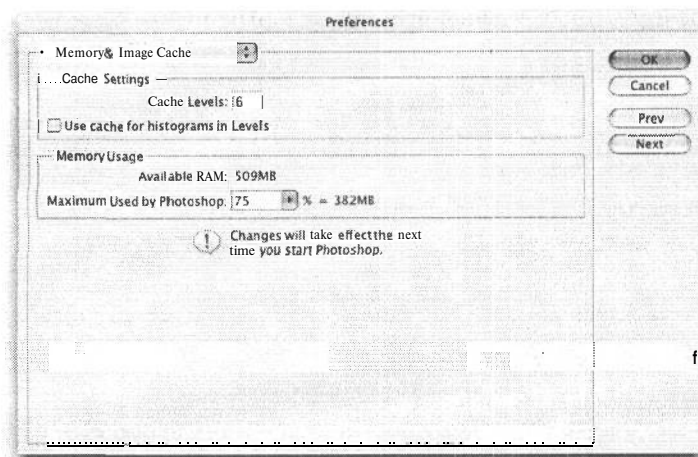 Preferences
• Memory& Image Cache
OK
i ....Cache Settings
Cancel
Cache Levels: 6
Prev
Use cache for histograms in Levels
Next
Memory Usage
Available RAM: 509MB
Maximum Used by Photoshop: 75 % = 382MB
! Changes will take effectthe next
time you start Photoshop.
f